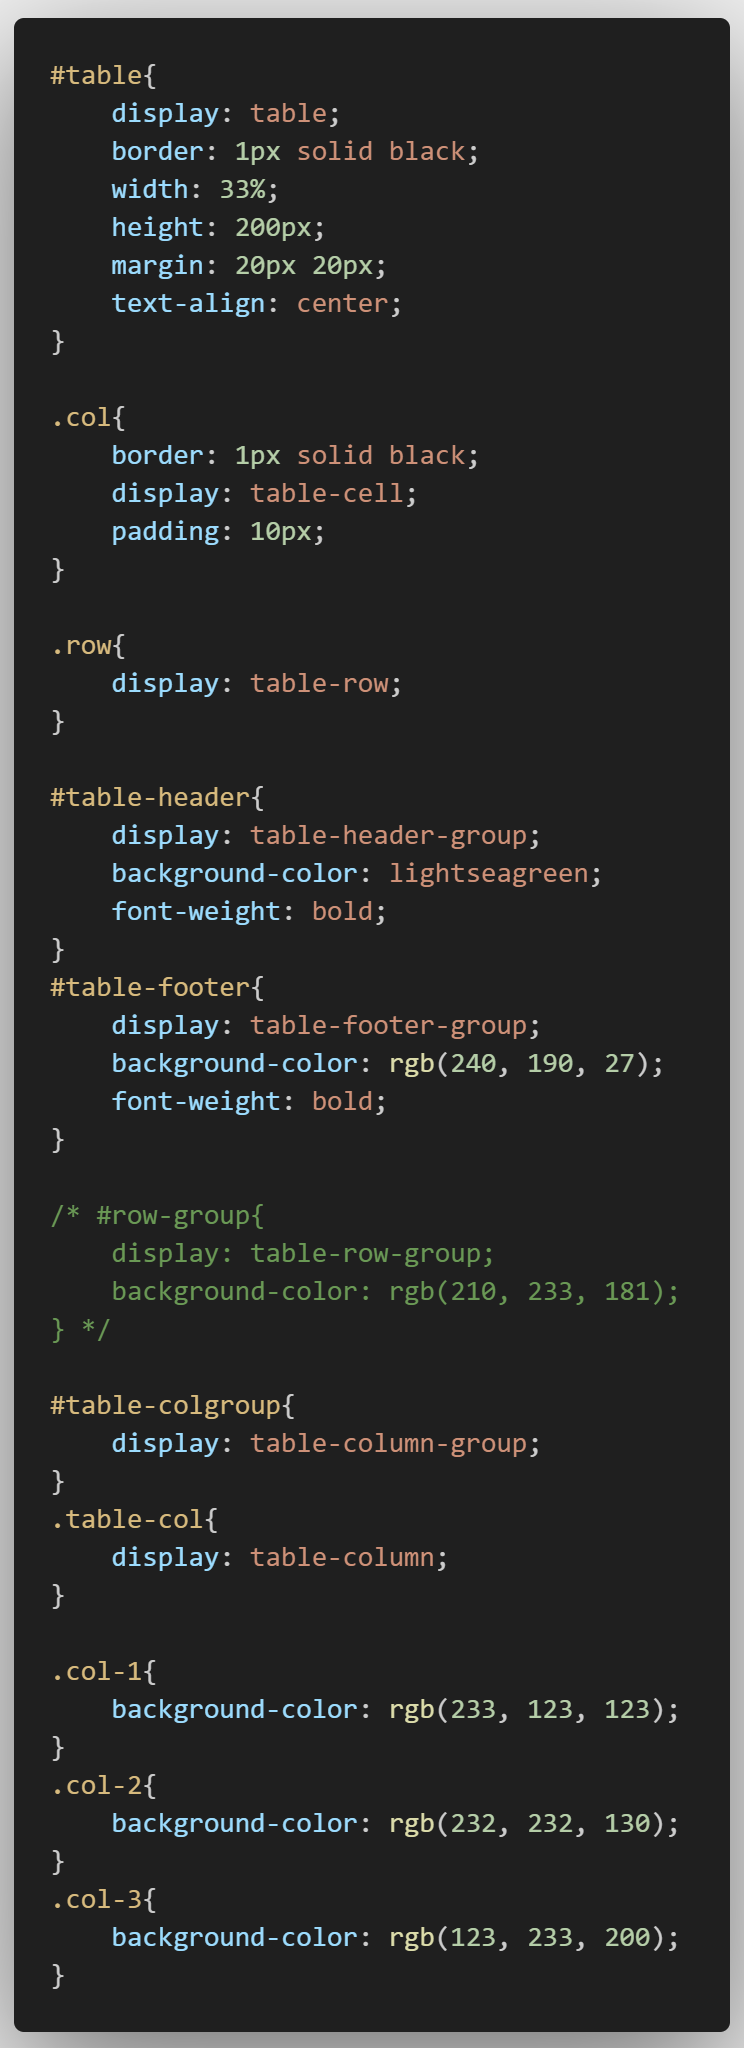 #table{
    display: table;
    border: 1px solid black;
    width: 33%;
    height: 200px;
    margin: 20px 20px;
    text-align: center;
}

.col{
    border: 1px solid black;
    display: table-cell;
    padding: 10px;
}

.row{
    display: table-row;
}

#table-header{
    display: table-header-group;
    background-color: lightseagreen;
    font-weight: bold;
}
#table-footer{
    display: table-footer-group;
    background-color: rgb(240, 190, 27);
    font-weight: bold;
}

/* #row-group{
    display: table-row-group;
    background-color: rgb(210, 233, 181);
} */

#table-colgroup{
    display: table-column-group;
}
.table-col{
    display: table-column;
}

.col-1{
    background-color: rgb(233, 123, 123);
}
.col-2{
    background-color: rgb(232, 232, 130);
}
.col-3{
    background-color: rgb(123, 233, 200);
}